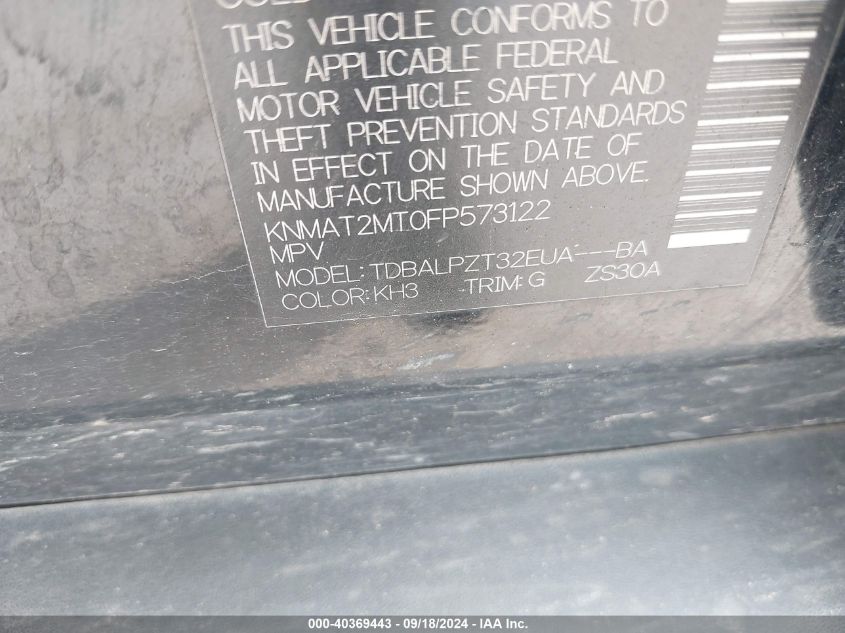 THIS VEHICLE CONFORMS TO
ALL APPLICABLE FEDERAL
MOTOR VEHICLE SAFETY AND
THEFT PREVENTION STANDARDS
IN EFFECT ON THE DATE OF
MANUFACTURE SHOWN ABOVE.
KNMAT2MT0FP573122
MPV
MODEL:TDBALPZT32EUA---BA
COLOR:KH3 TRIM:G ZS30A
000-40369443 - 09/18/2024 - IAA Inc.